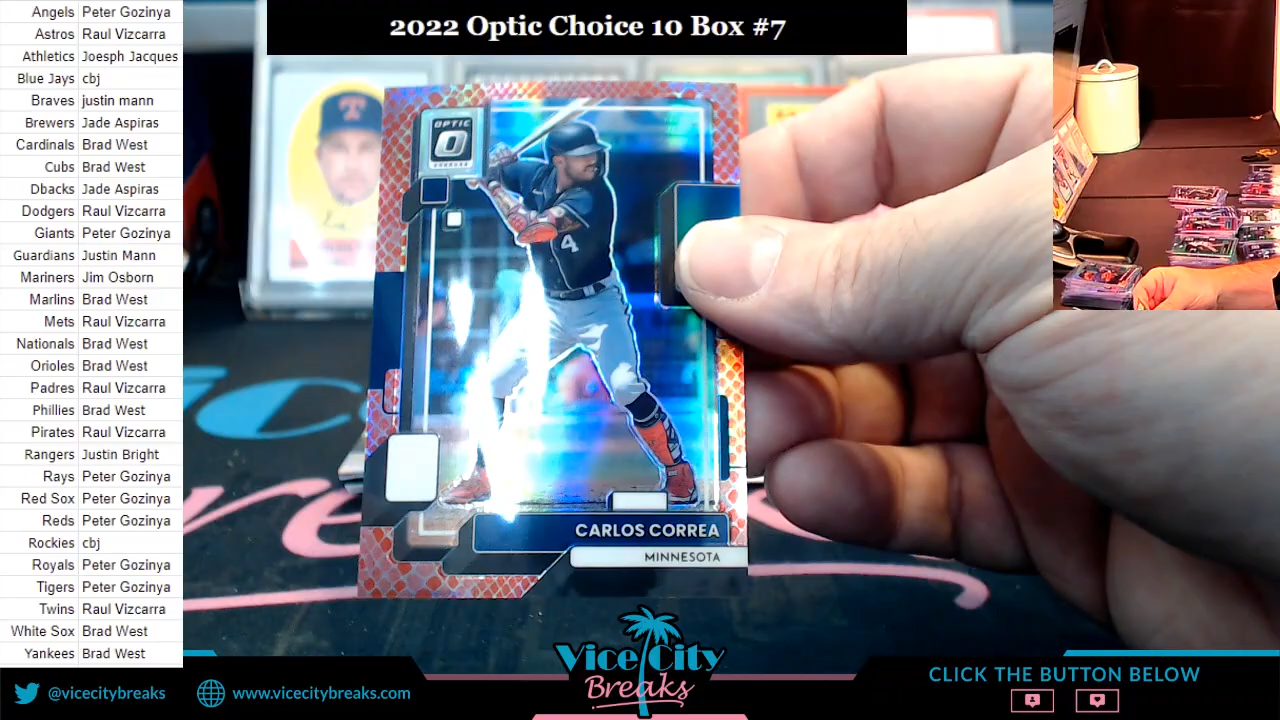 2022 Optic Choice 10 Box #7
Angels Peter Gozinya
Astros Raul Vizcarra
Athletics Joesph Jacques
Blue Jays cbj
Braves justin mann
Brewers Jade Aspiras
Cardinals Brad West
Cubs Brad West
Dbacks Jade Aspiras
Dodgers Raul Vizcarra
Giants Peter Gozinya
Guardians Justin Mann
Mariners Jim Osborn
Marlins Brad West
Mets Raul Vizcarra
Nationals Brad West
Orioles Brad West
Padres Raul Vizcarra
Phillies Brad West
Pirates Raul Vizcarra
Rangers Justin Bright
Rays Peter Gozinya
Red Sox Peter Gozinya
Reds Peter Gozinya
Rockies cbj
Royals Peter Gozinya
Tigers Peter Gozinya
Twins Raul Vizcarra
White Sox Brad West
Yankees Brad West
OPTIC
O
T
4
CARLOS CORREA
MINNESOTA
@vicecitybreaks
www.vicecitybreaks.com
Vice City
Breaks
CLICK THE BUTTON BELOW